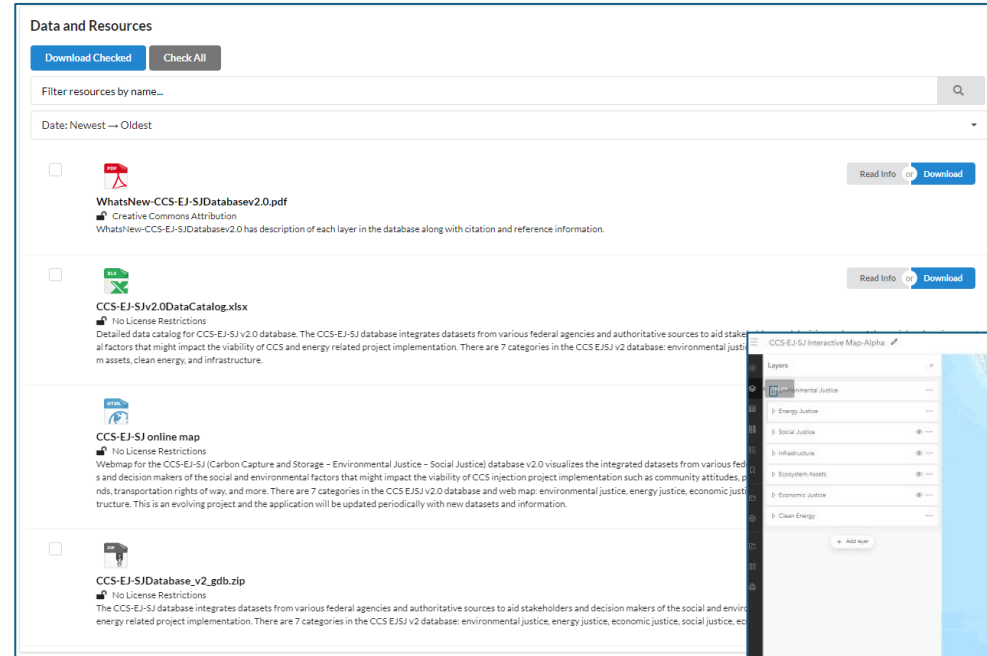 Data and Resources
Download Checked
Check All
Filter resources by name...
Date: Newest → Oldest
PDF
Read Info or Download
WhatsNew-CCS-EJ-SJDatabasev2.0.pdf
Creative Commons Attribution
WhatsNew-CCS-EJ-SJDatabasev2.0 has description of each layer in the database along with citation and reference information.
XLS
Read Info or Download
CCS-EJ-SJv2.0DataCatalog.xlsx
No License Restrictions
Detailed data catalog for CCS-EJ-SJ v2.0 database. The CCS-EJ-SJ database integrates datasets from various federal agencies and authoritative sources to aid stake
al factors that might impact the viability of CCS and energy related project implementation. There are 7 categories in the CCS EJSJ v2 database: environmental justi
m assets, clean energy, and infrastructure.
HTML
CCS-EJ-SJ online map
No License Restrictions
Webmap for the CCS-EJ-SJ (Carbon Capture and Storage – Environmental Justice – Social Justice) database v2.0 visualizes the integrated datasets from various fed
s and decision makers of the social and environmental factors that might impact the viability of CCS injection project implementation such as community attitudes, p
nds, transportation rights of way, and more. There are 7 categories in the CCS EJSJ v2.0 database and web map: environmental justice, energy justice, economic justi
tructure. This is an evolving project and the application will be updated periodically with new datasets and information.
ZIP
CCS-EJ-SJDatabase_v2_gdb.zip
No License Restrictions
The CCS-EJ-SJ database integrates datasets from various federal agencies and authoritative sources to aid stakeholders and decision makers of the social and enviro
energy related project implementation. There are 7 categories in the CCS EJSJ v2 database: environmental justice, energy justice, economic justice, social justice, ec
CCS-EJ-SJ Interactive Map-Alpha
Layers
Environmental Justice
Energy Justice
Social Justice
Infrastructure
Ecosystem Assets
Economic Justice
Clean Energy
+ Add layer